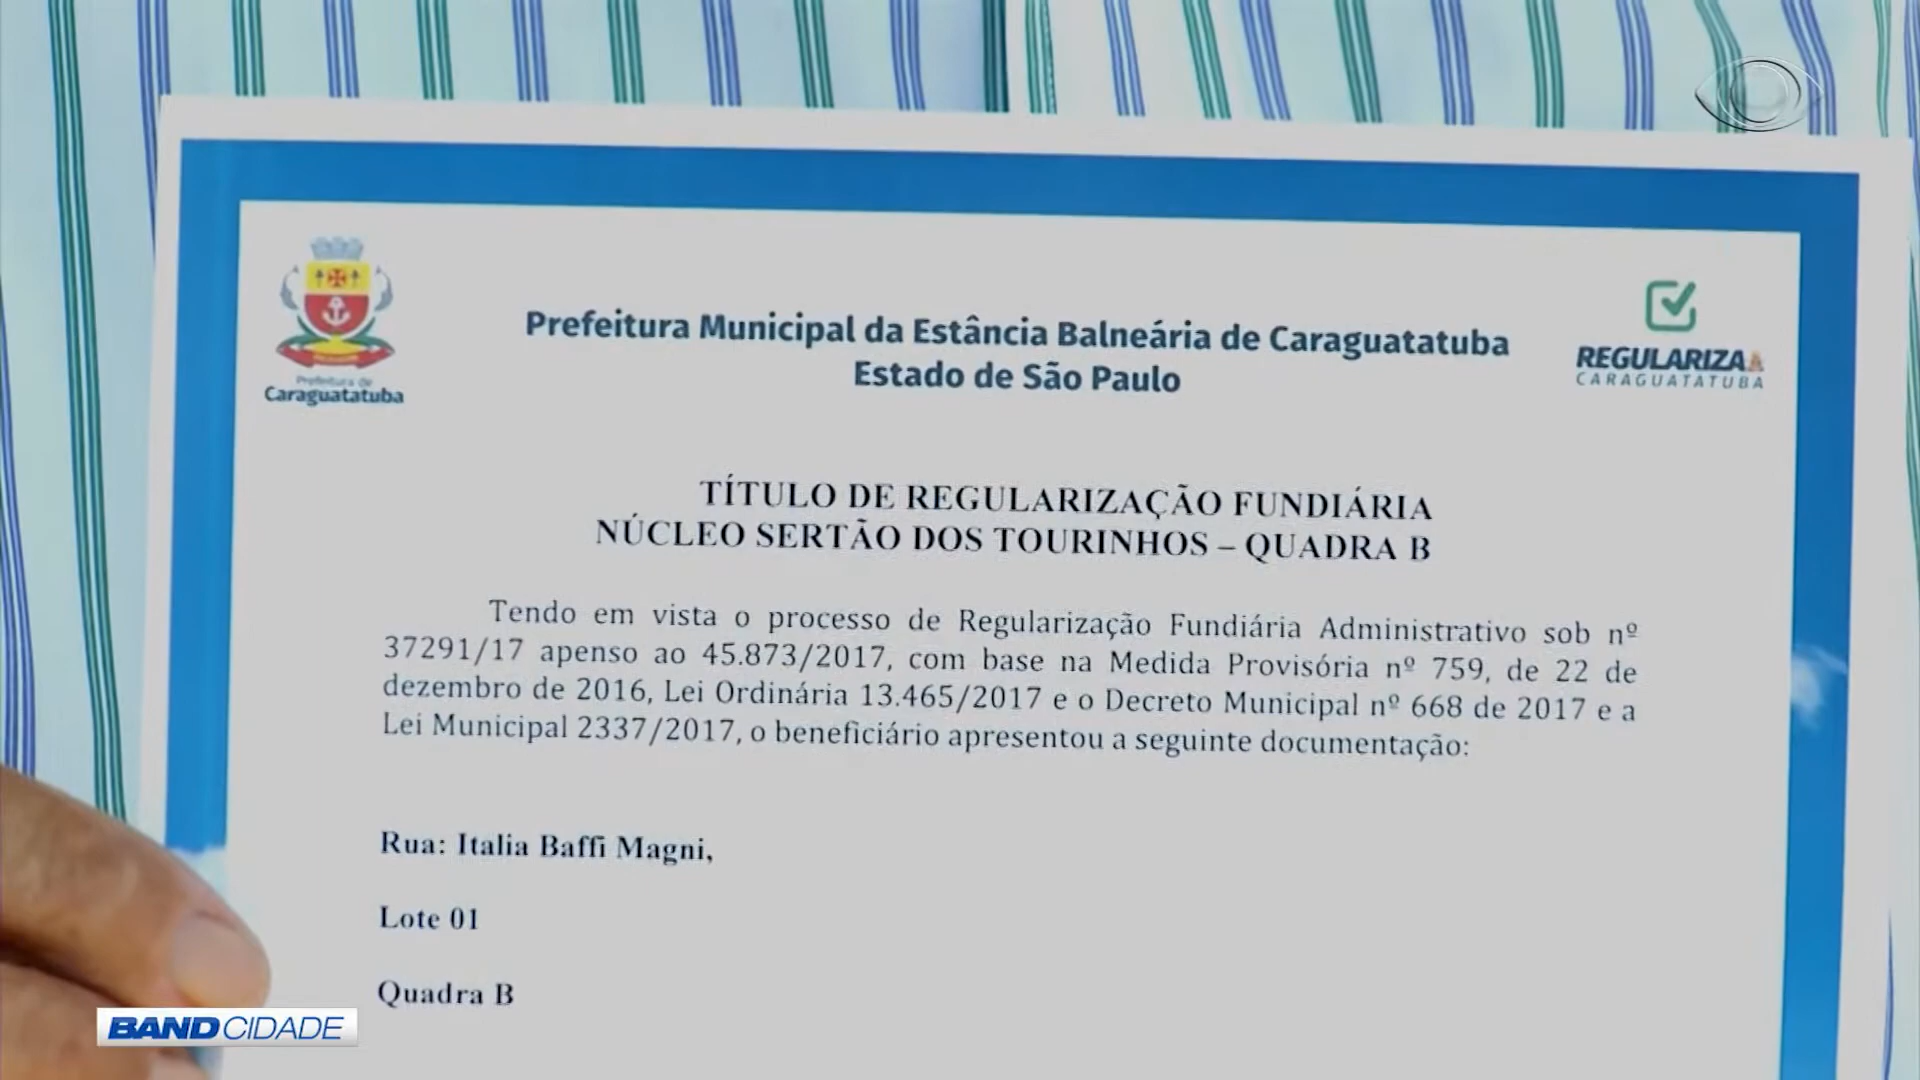 Prefeitura Municipal da Estância Balneária de Caraguatatuba
Estado de São Paulo
Prefeitura de
Caraguatatuba
REGULARIZA
CARAGUATATUBA
TÍTULO DE REGULARIZAÇÃO FUNDIÁRIA
NÚCLEO SERTÃO DOS TOURINHOS – QUADRA B
Tendo em vista o processo de Regularização Fundiária Administrativo sob nº
37291/17 apenso ao 45.873/2017, com base na Medida Provisória nº 759, de 22 de
dezembro de 2016, Lei Ordinária 13.465/2017 e o Decreto Municipal nº 668 de 2017 e a
Lei Municipal 2337/2017, o beneficiário apresentou a seguinte documentação:
Rua: Italia Baffi Magni,
Lote 01
Quadra B
BAND CIDADE